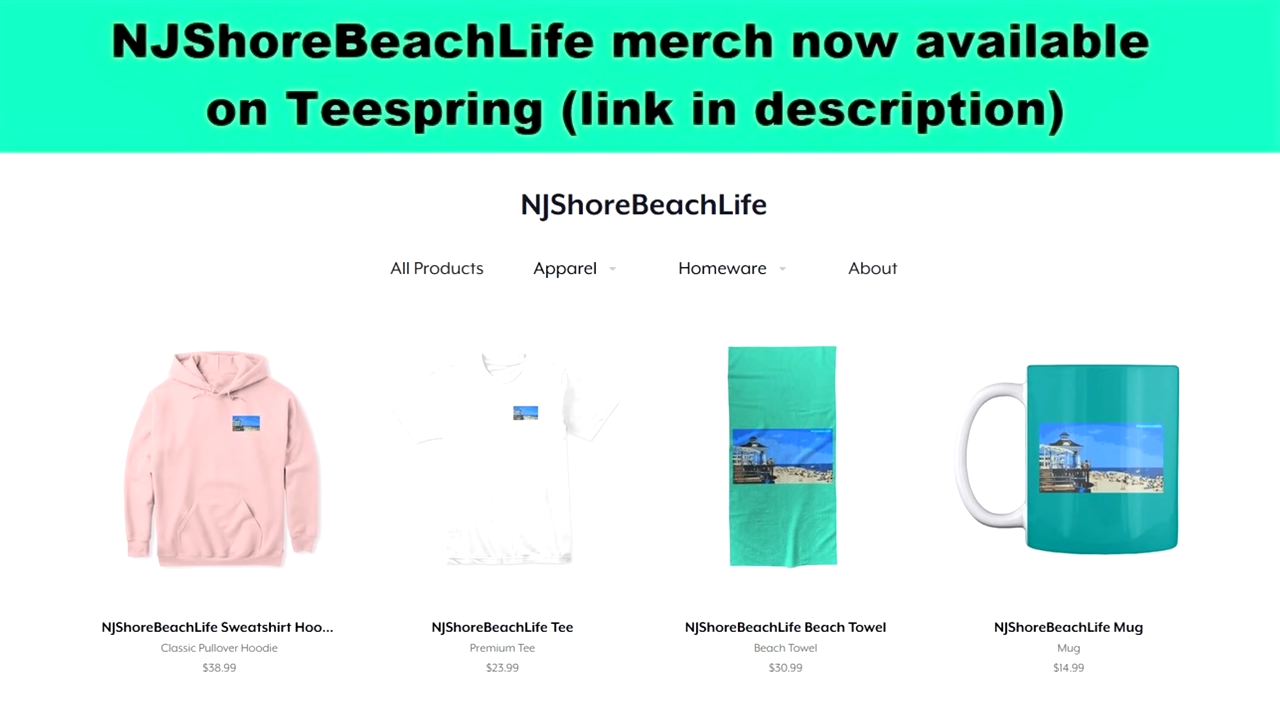 NJShoreBeachLife merch now available
on Teespring (link in description)
NJShoreBeachLife
All Products Apparel Homeware About
NJShoreBeachLife Sweatshirt Hoo...
Classic Pullover Hoodie
$38.99
NJShoreBeachLife Tee
Premium Tee
$23.99
NJShoreBeachLife Beach Towel
Beach Towel
$30.99
NJShoreBeachLife Mug
Mug
$14.99